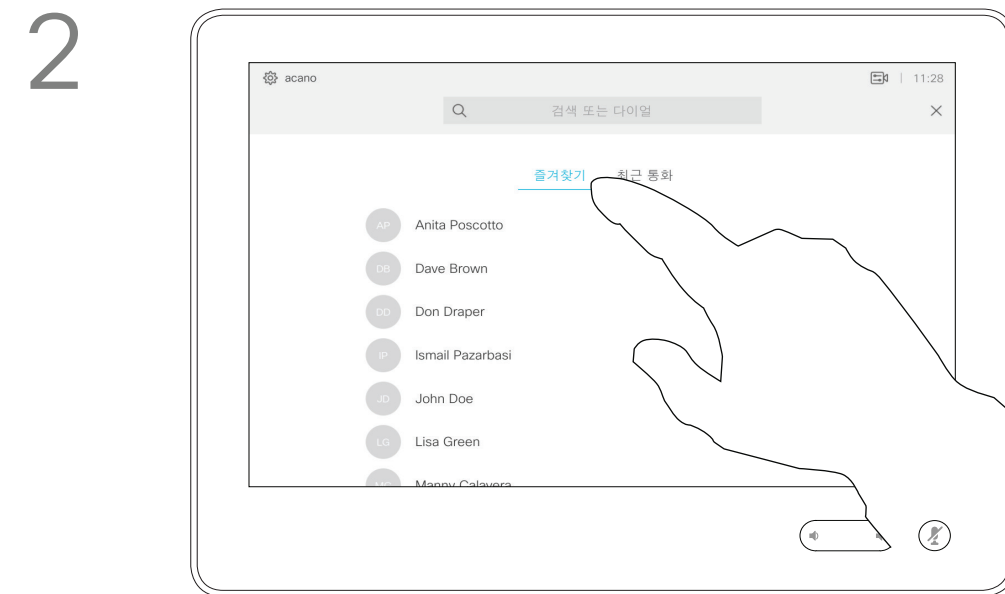 2
acano
11:28
검색 또는 다이얼
즐겨찾기 최근 통화
AP Anita Poscotto
DB Dave Brown
DD Don Draper
IP Ismail Pazarbasi
JD John Doe
LG Lisa Green
MC Manny Calavera